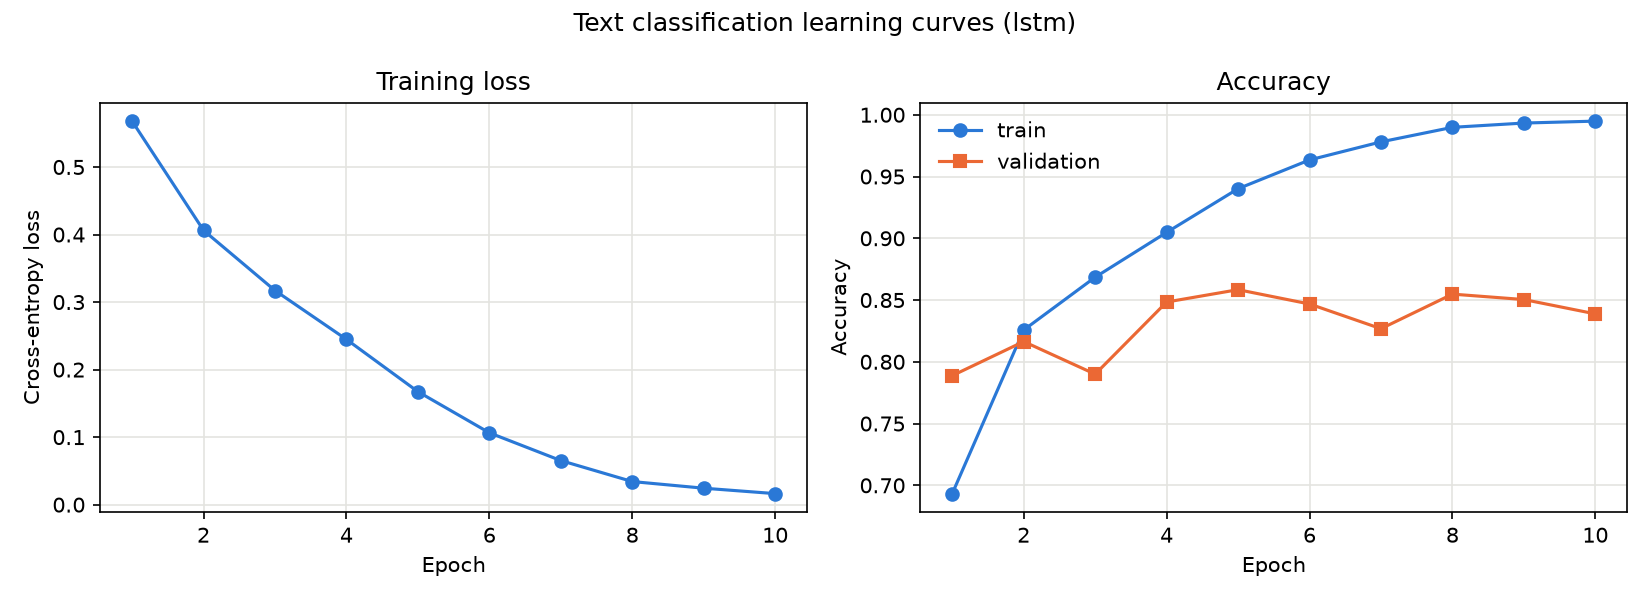 Text classification learning curves (lstm)
Training loss
Cross-entropy loss
0.5
0.4
0.3
0.2
0.1
0.0
2 4 6 8 10
Epoch
Accuracy
Accuracy
1.00
0.95
0.90
0.85
0.80
0.75
0.70
train
validation
2 4 6 8 10
Epoch